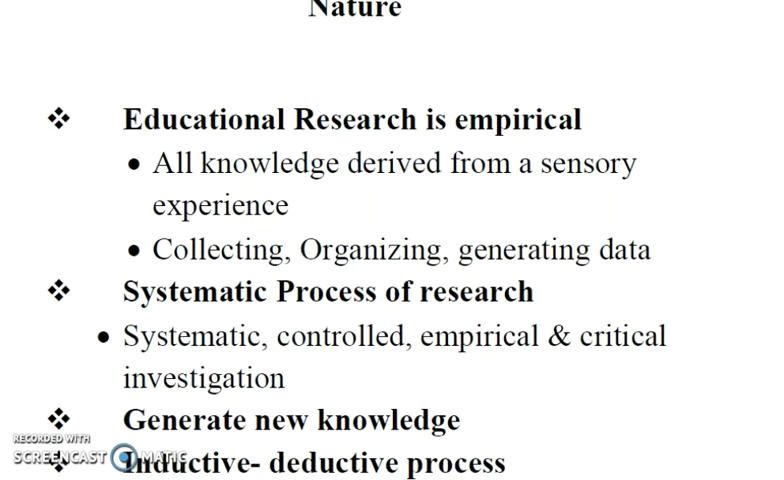 Nature
❖ Educational Research is empirical
• All knowledge derived from a sensory
experience
• Collecting, Organizing, generating data
❖ Systematic Process of research
• Systematic, controlled, empirical & critical
investigation
❖ Generate new knowledge
❖ Inductive- deductive process
RECORDED WITH
SCREENCAST MATIC